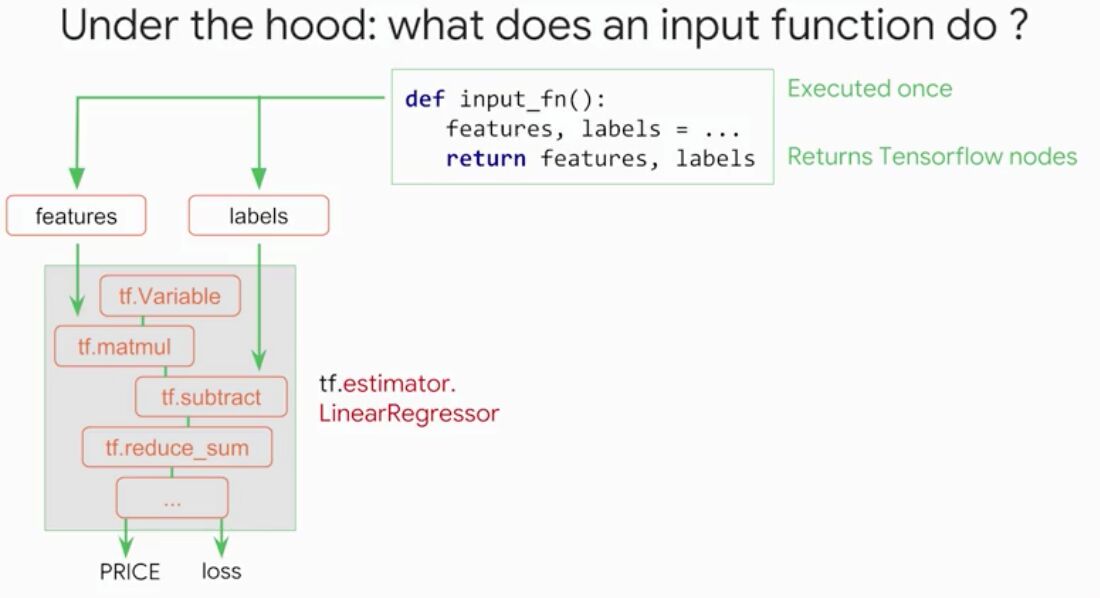 Under the hood: what does an input function do ?
def input_fn():
features, labels = ...
return features, labels
Executed once
Returns Tensorflow nodes
features
labels
tf.Variable
tf.matmul
tf.subtract
tf.reduce_sum
...
tf.estimator.
LinearRegressor
PRICE
loss